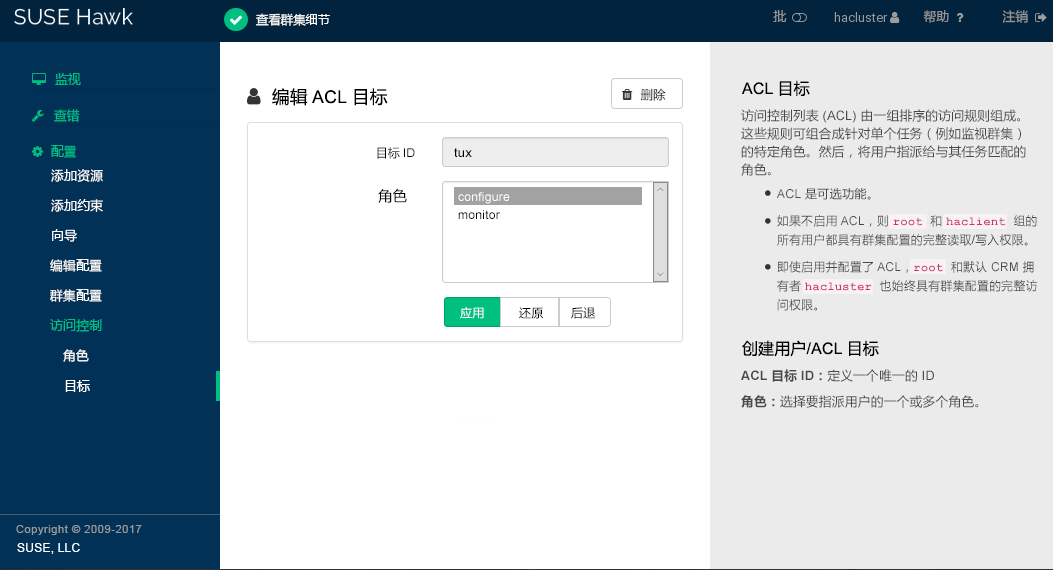 SUSE Hawk
查看群集细节
批
hacluster
帮助 ?
注销
监视
查错
配置
添加资源
添加约束
向导
编辑配置
群集配置
访问控制
角色
目标
Copyright © 2009-2017
SUSE, LLC
编辑 ACL 目标
删除
目标 ID
tux
角色
configure
monitor
应用
还原
后退
ACL 目标
访问控制列表 (ACL) 由一组排序的访问规则组成。
这些规则可组合成针对单个任务（例如监视群集）
的特定角色。然后，将用户指派给与其任务匹配的
角色。
● ACL 是可选功能。
● 如果不启用 ACL，则 root 和 haclient 组的
所有用户都具有群集配置的完整读取/写入权限。
● 即使启用并配置了 ACL，root 和默认 CRM 拥
有者 hacluster 也始终具有群集配置的完整访
问权限。
创建用户/ACL 目标
ACL 目标 ID：定义一个唯一的 ID
角色：选择要指派用户的一个或多个角色。